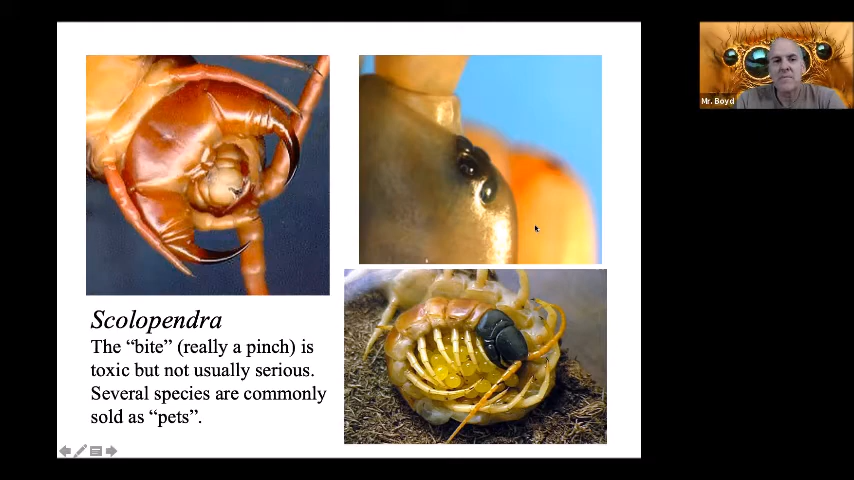 Mr. Boyd
Scolopendra
The “bite” (really a pinch) is
toxic but not usually serious.
Several species are commonly
sold as “pets”.